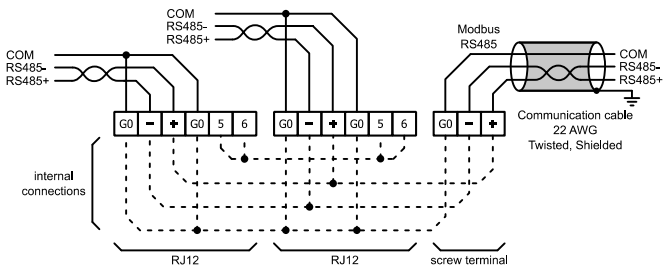 COM
RS485-
RS485+
COM
RS485-
RS485+
Modbus
RS485
COM
RS485-
RS485+
G0 - + G0 5 6
G0 - + G0 5 6
G0 - +
Communication cable
22 AWG
Twisted, Shielded
internal
connections
RJ12
RJ12
screw terminal